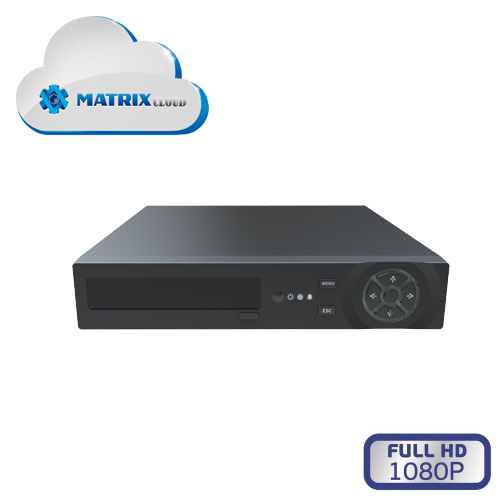 MATRIX CLOUD
MENU
ESC
FULL HD
1080P